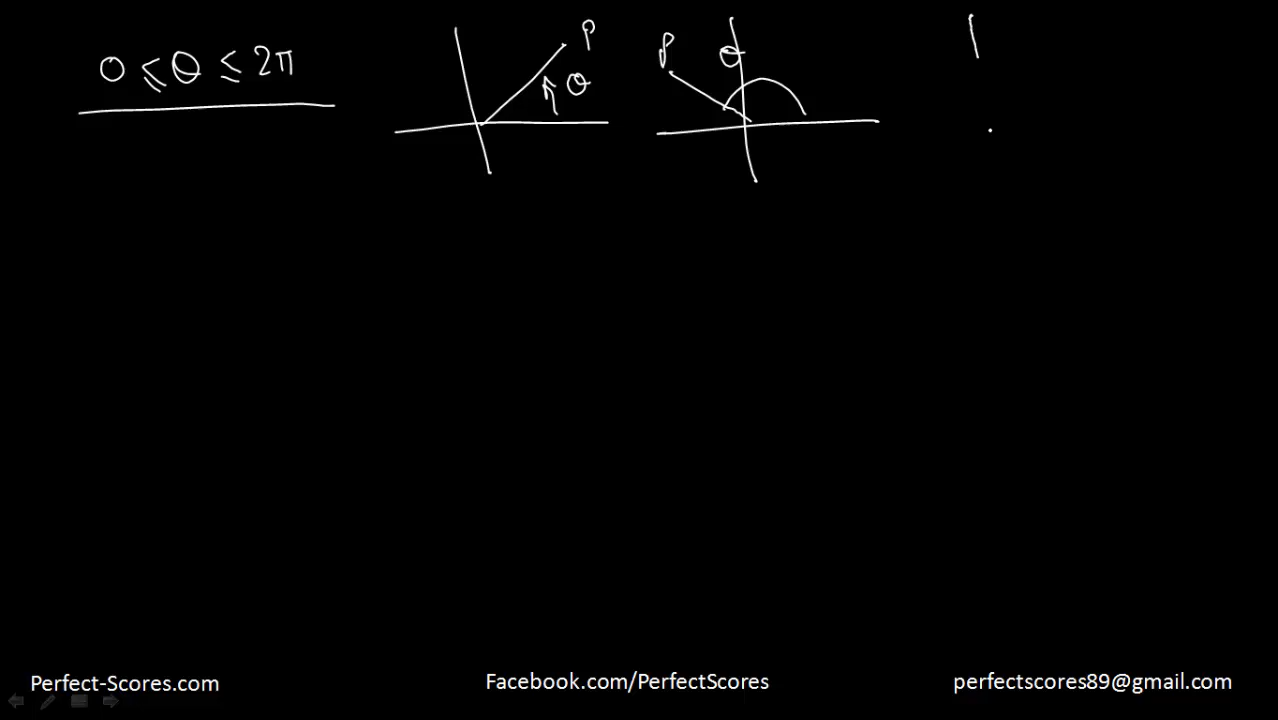 0 ≤ θ ≤ 2π
P
θ
P
θ
Perfect-Scores.com
Facebook.com/PerfectScores
perfectscores89@gmail.com